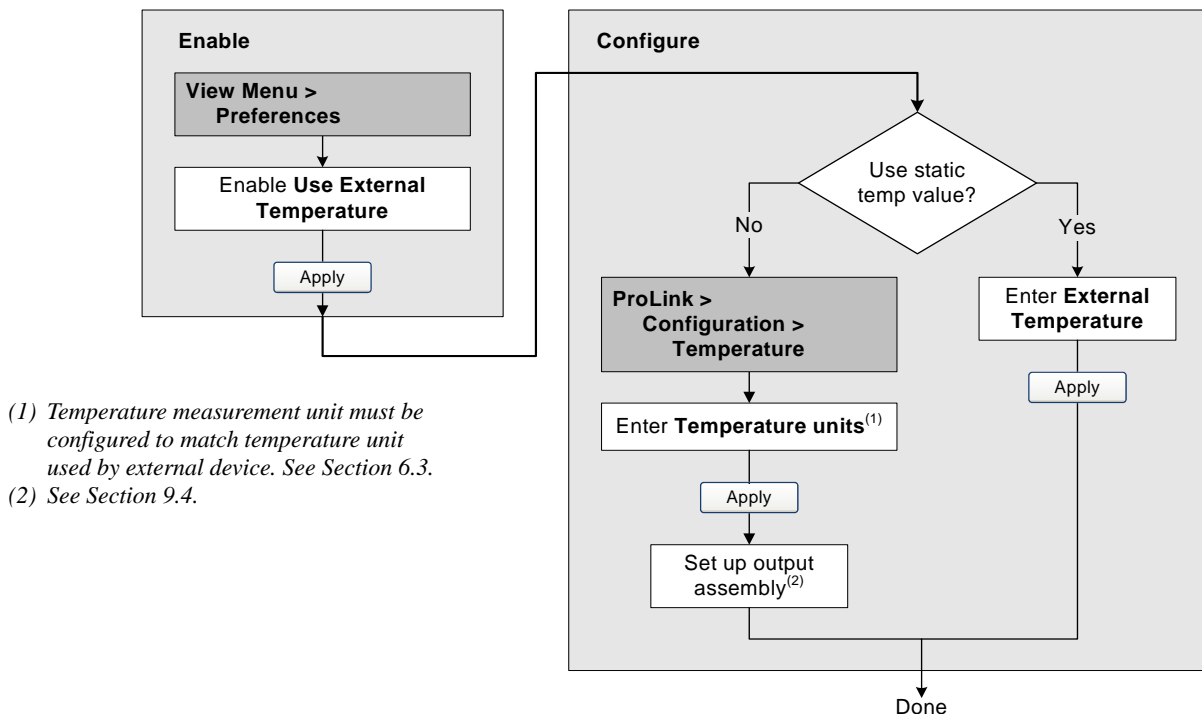 Enable
View Menu >
Preferences
Enable Use External
Temperature
Apply
Configure
Use static
temp value?
No
Yes
ProLink >
Configuration >
Temperature
Enter Temperature units(1)
Apply
Set up output
assembly(2)
Enter External
Temperature
Apply
Done
(1) Temperature measurement unit must be
configured to match temperature unit
used by external device. See Section 6.3.
(2) See Section 9.4.